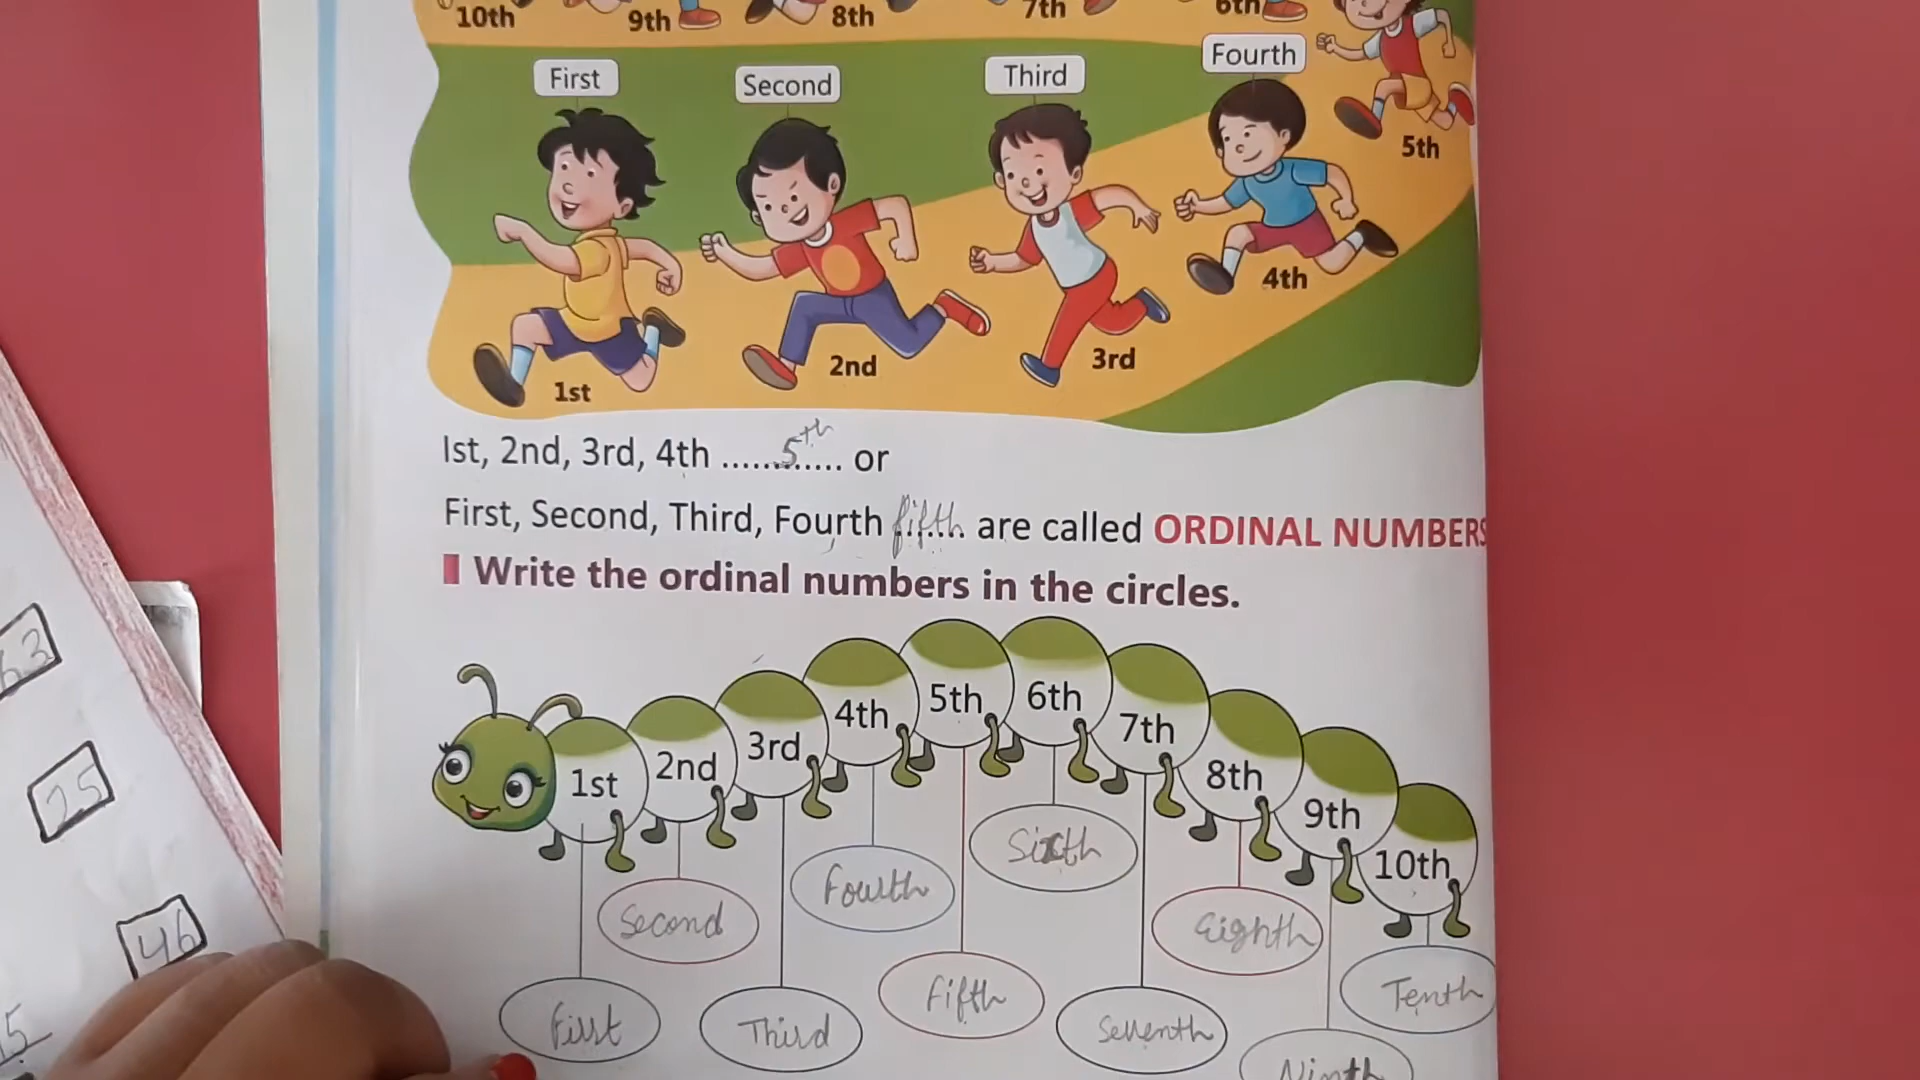 10th 9th 8th 7th 6th
First Second Third Fourth
5th
4th
1st 2nd 3rd
Ist, 2nd, 3rd, 4th ......5th...... or
First, Second, Third, Fourth fifth are called ORDINAL NUMBERS
Write the ordinal numbers in the circles.
1st 2nd 3rd 4th 5th 6th 7th 8th 9th 10th
Sixth
Second Fourth Eighth
First Third Fifth Seventh Ninth Tenth
63
25
46